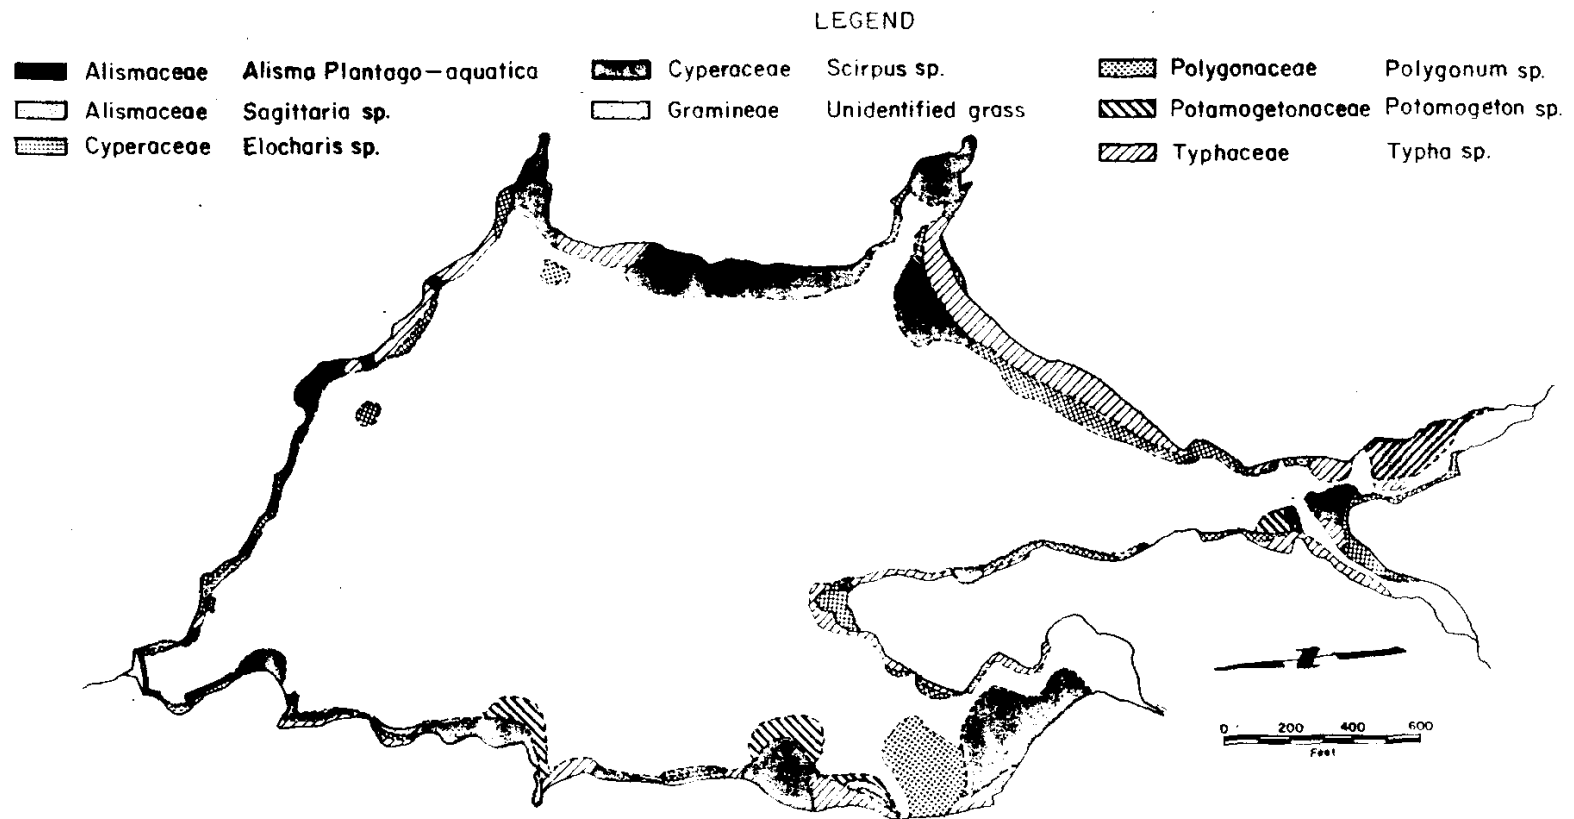 LEGEND
Alismaceae Alisma Plantago-aquatica
Alismaceae Sagittaria sp.
Cyperaceae Elocharis sp.
Cyperaceae Scirpus sp.
Gramineae Unidentified grass
Polygonaceae Polygonum sp.
Potamogetonaceae Potomogeton sp.
Typhaceae Typha sp.
0 200 400 600
Feet